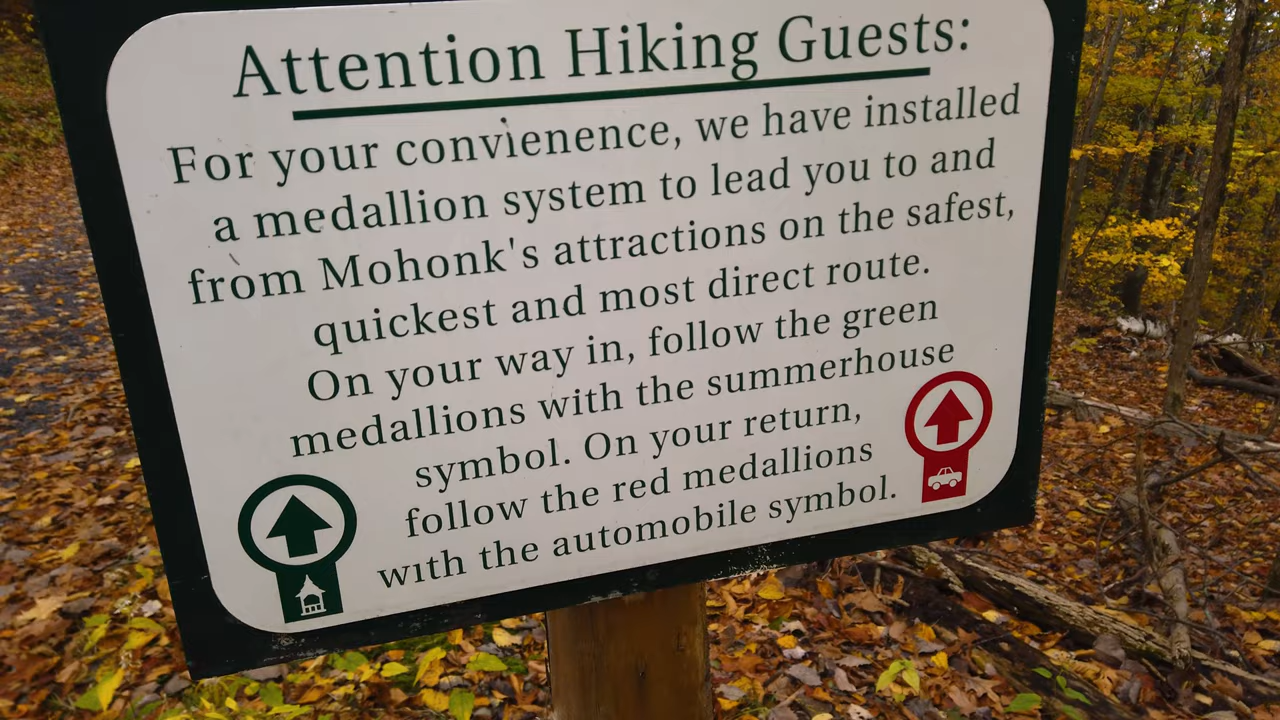 Attention Hiking Guests:
For your convienence, we have installed
a medallion system to lead you to and
from Mohonk's attractions on the safest,
quickest and most direct route.
On your way in, follow the green
medallions with the summerhouse
symbol. On your return,
follow the red medallions
with the automobile symbol.